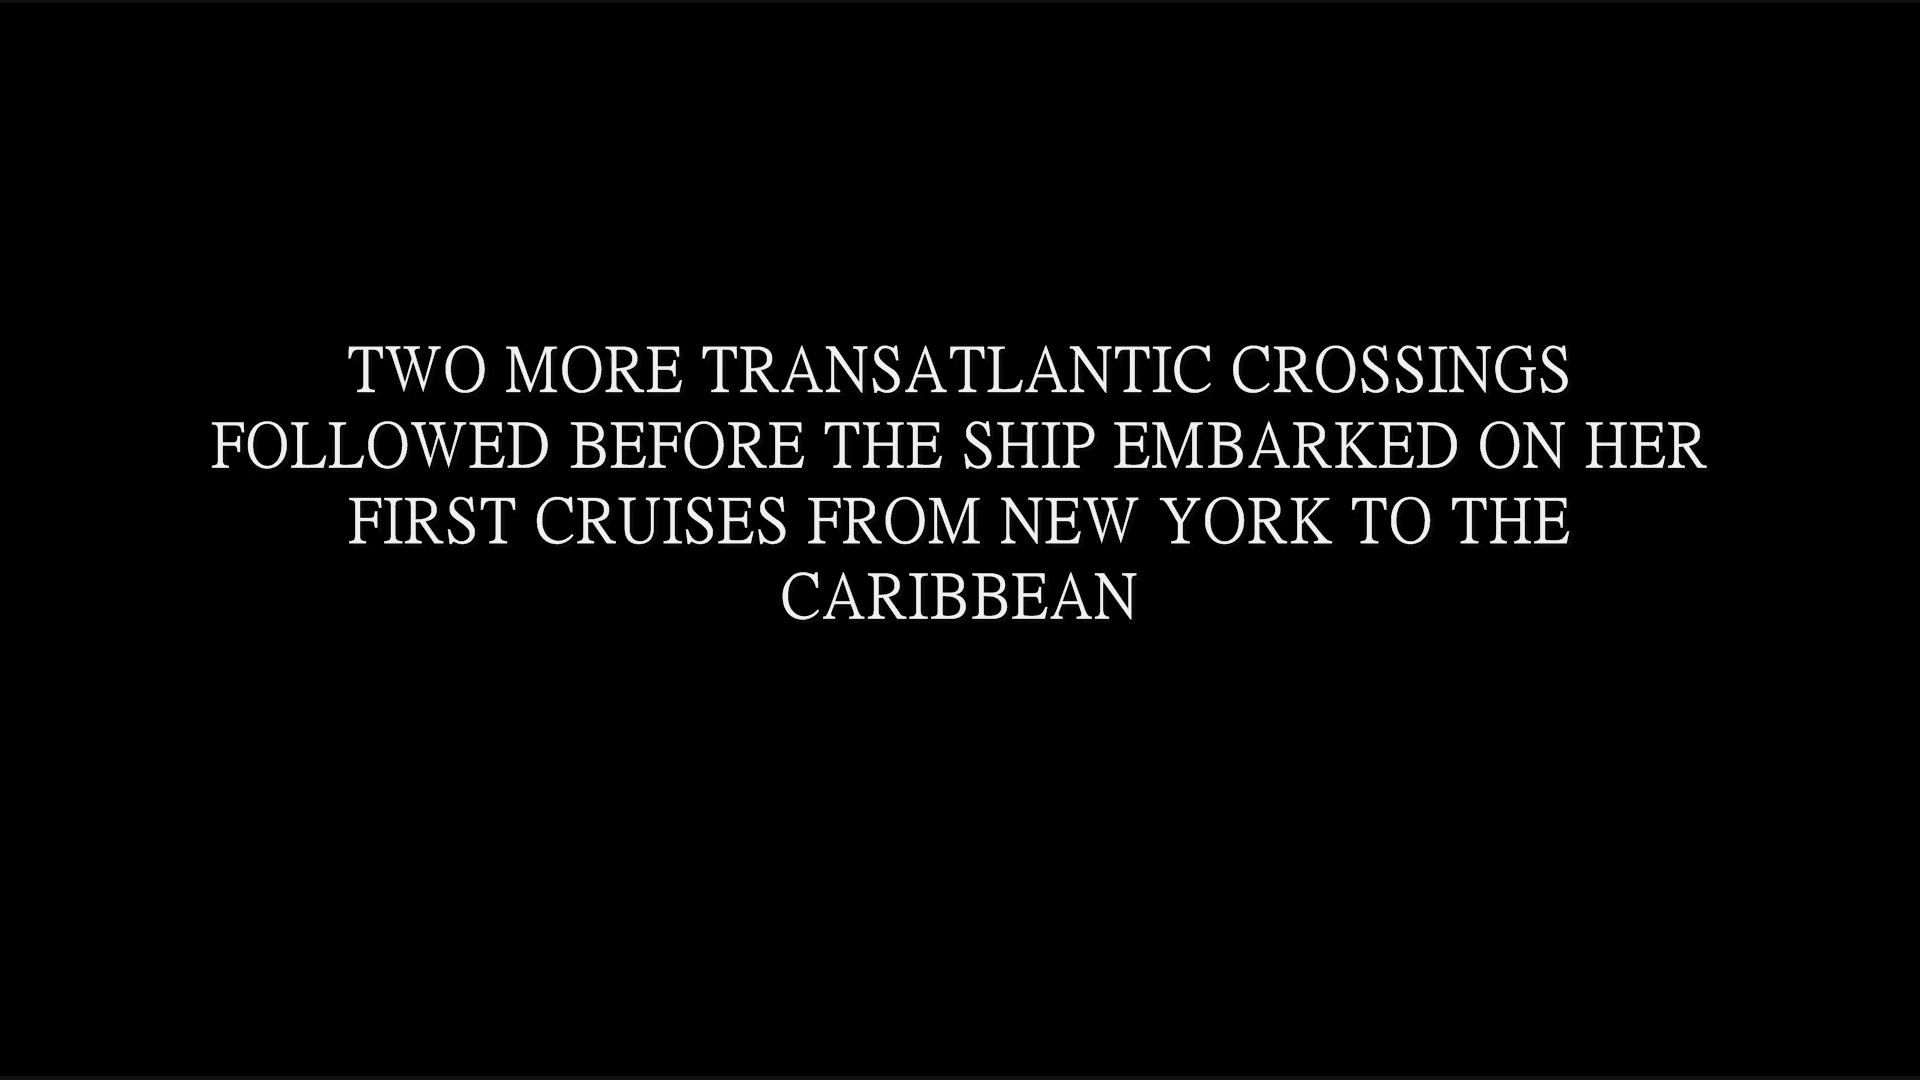 TWO MORE TRANSATLANTIC CROSSINGS
FOLLOWED BEFORE THE SHIP EMBARKED ON HER
FIRST CRUISES FROM NEW YORK TO THE
CARIBBEAN